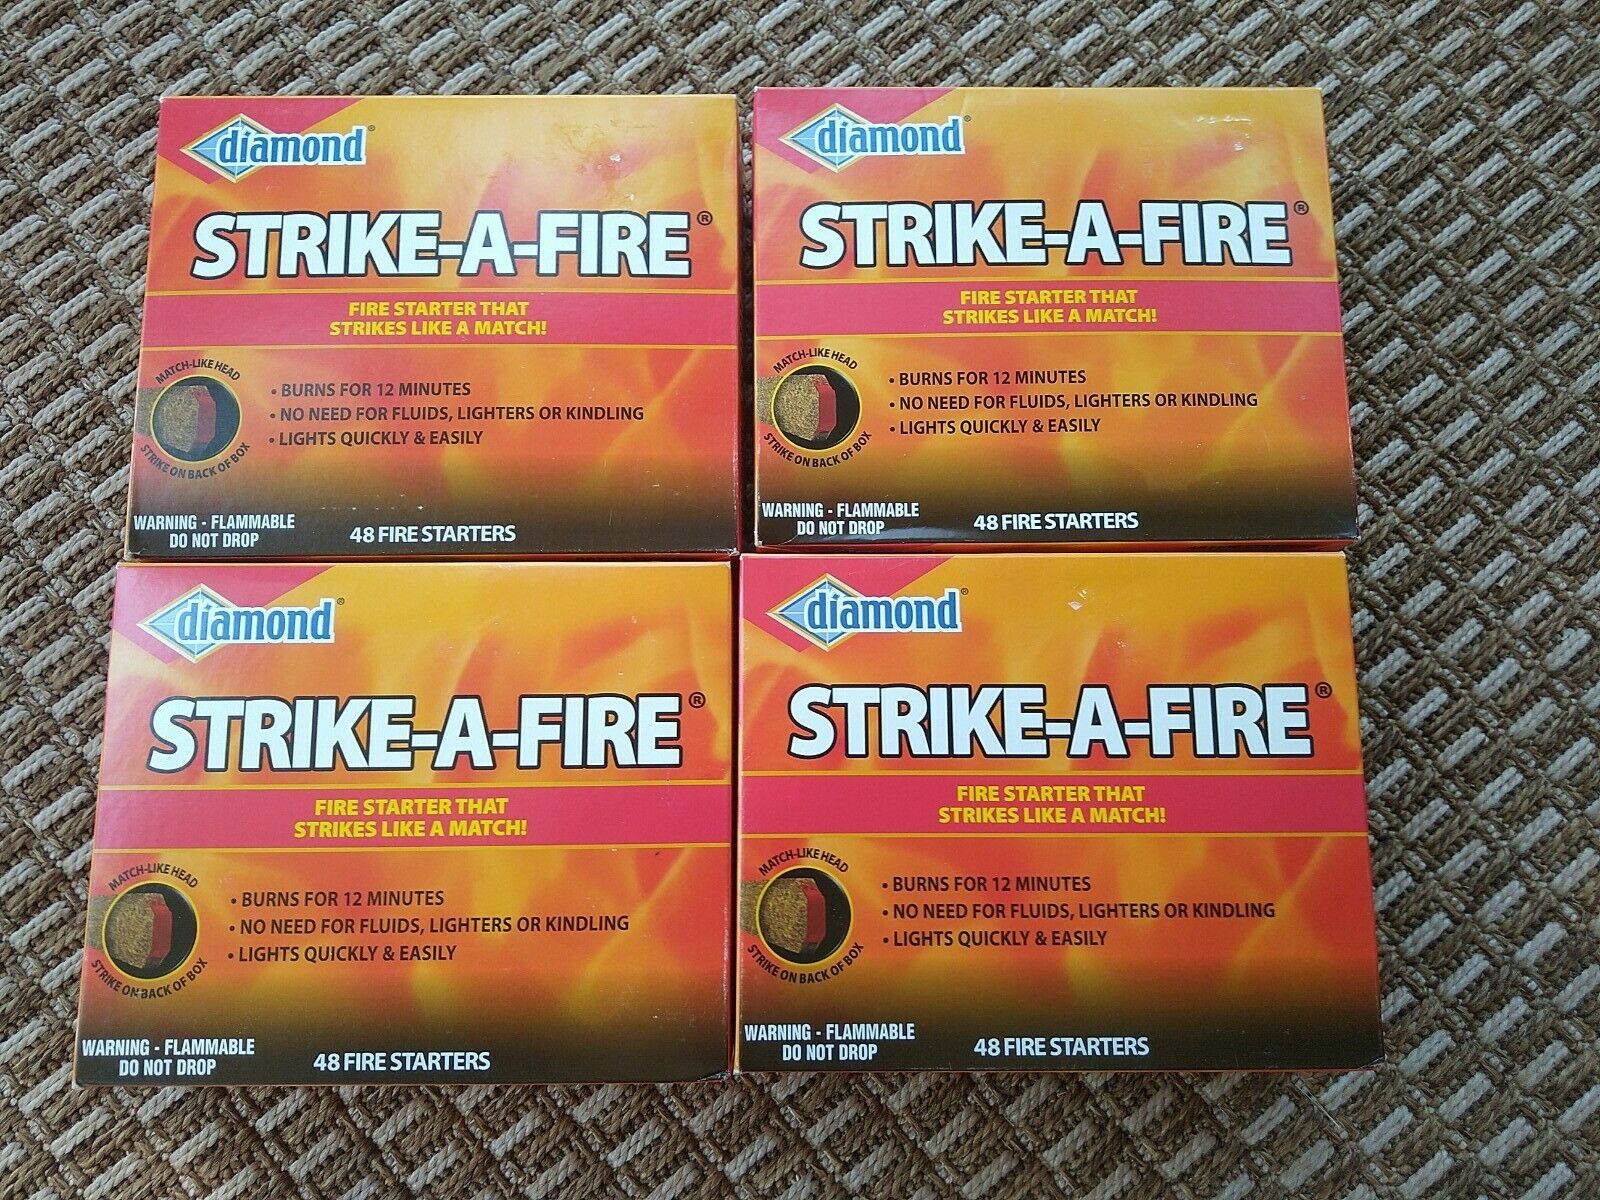 diamond®
STRIKE-A-FIRE®
FIRE STARTER THAT
STRIKES LIKE A MATCH!
MATCH-LIKE HEAD
STRIKE ON BACK OF BOX
• BURNS FOR 12 MINUTES
• NO NEED FOR FLUIDS, LIGHTERS OR KINDLING
• LIGHTS QUICKLY & EASILY
WARNING - FLAMMABLE
DO NOT DROP
48 FIRE STARTERS
diamond®
STRIKE-A-FIRE®
FIRE STARTER THAT
STRIKES LIKE A MATCH!
MATCH-LIKE HEAD
STRIKE ON BACK OF BOX
• BURNS FOR 12 MINUTES
• NO NEED FOR FLUIDS, LIGHTERS OR KINDLING
• LIGHTS QUICKLY & EASILY
WARNING - FLAMMABLE
DO NOT DROP
48 FIRE STARTERS
diamond®
STRIKE-A-FIRE®
FIRE STARTER THAT
STRIKES LIKE A MATCH!
MATCH-LIKE HEAD
STRIKE ON BACK OF BOX
• BURNS FOR 12 MINUTES
• NO NEED FOR FLUIDS, LIGHTERS OR KINDLING
• LIGHTS QUICKLY & EASILY
WARNING - FLAMMABLE
DO NOT DROP
48 FIRE STARTERS
diamond®
STRIKE-A-FIRE®
FIRE STARTER THAT
STRIKES LIKE A MATCH!
MATCH-LIKE HEAD
STRIKE ON BACK OF BOX
• BURNS FOR 12 MINUTES
• NO NEED FOR FLUIDS, LIGHTERS OR KINDLING
• LIGHTS QUICKLY & EASILY
WARNING - FLAMMABLE
DO NOT DROP
48 FIRE STARTERS